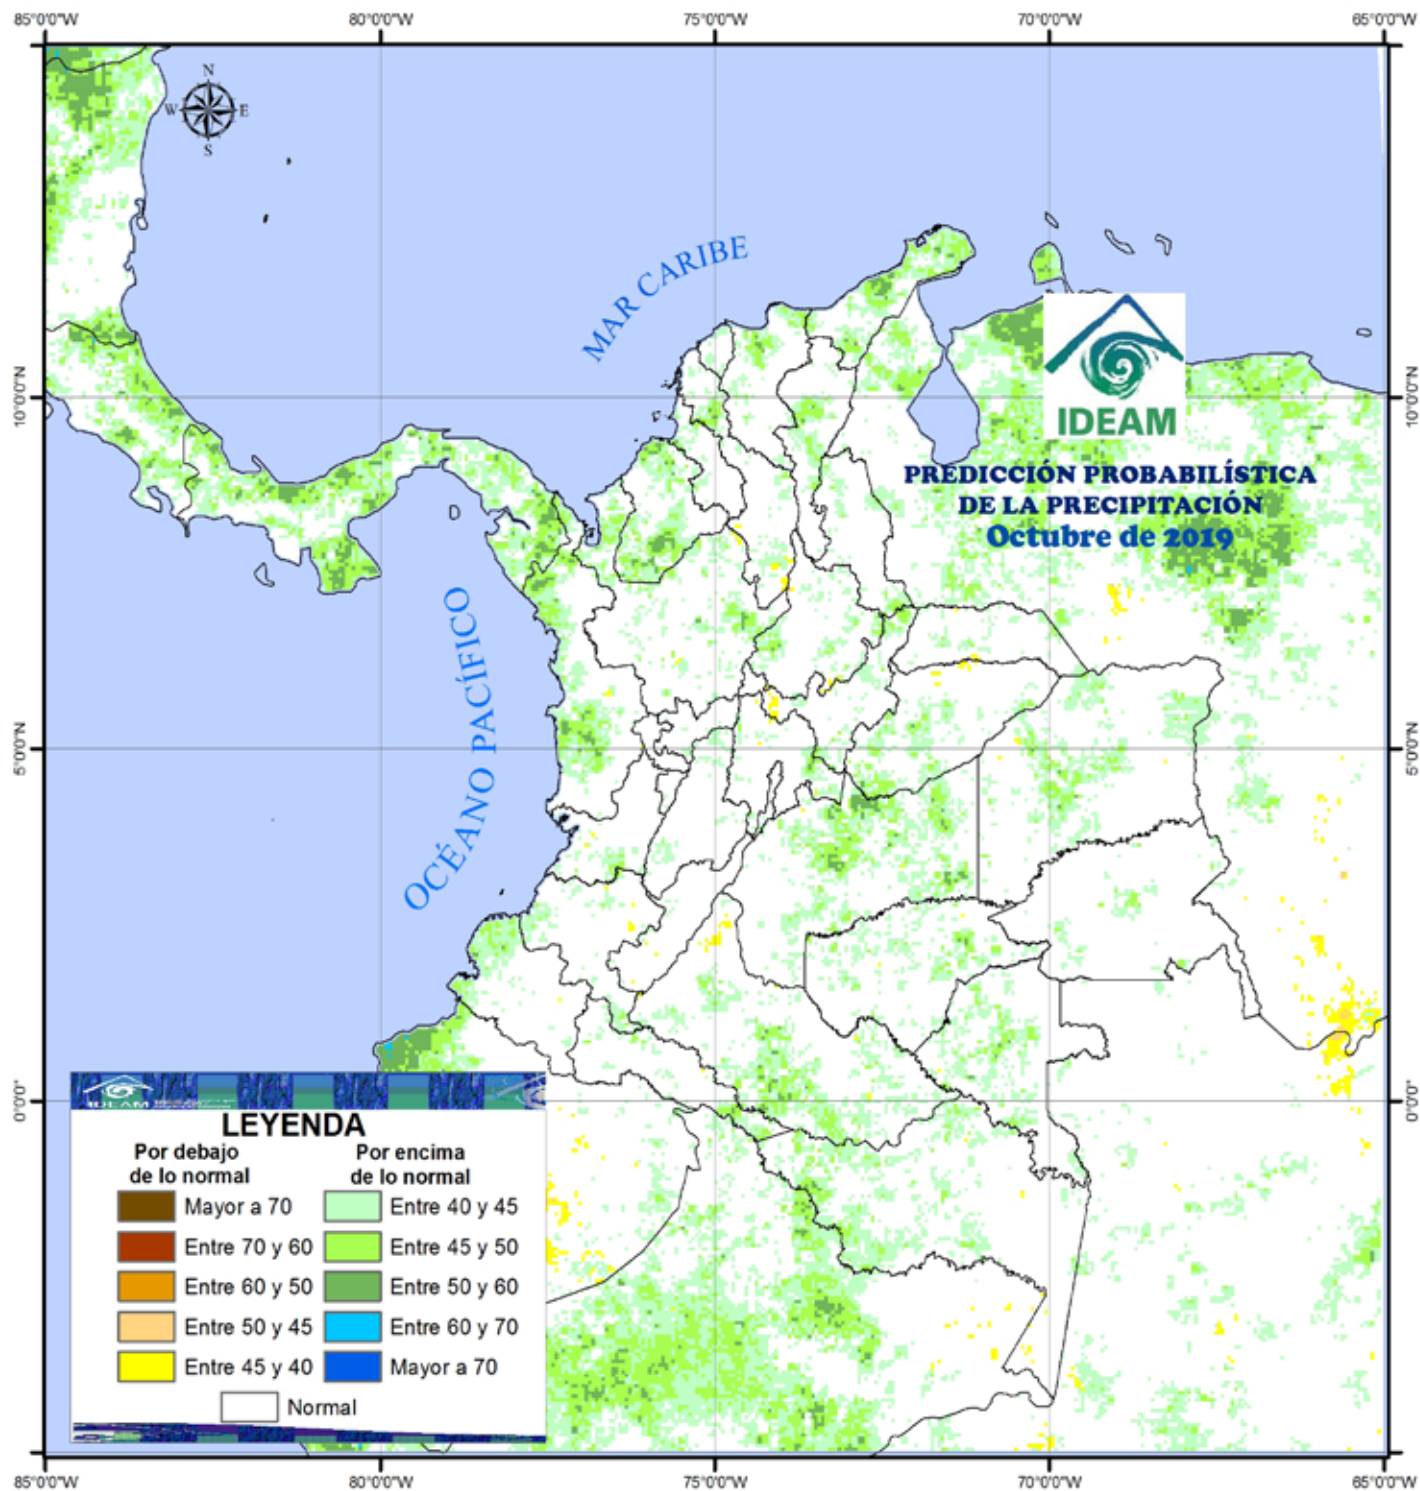 85°0'0"W 80°0'0"W 75°0'0"W 70°0'0"W 65°0'0"W
N
W E
S
MAR CARIBE
10°0'0"N 10°0'0"N
IDEAM
PREDICCIÓN PROBABILÍSTICA
DE LA PRECIPITACIÓN
Octubre de 2019
OCÉANO PACÍFICO
5°0'0"N 5°0'0"N
0°0'0" 0°0'0"
IDEAM
LEYENDA
Por debajo
de lo normal
Mayor a 70
Entre 70 y 60
Entre 60 y 50
Entre 50 y 45
Entre 45 y 40
Por encima
de lo normal
Entre 40 y 45
Entre 45 y 50
Entre 50 y 60
Entre 60 y 70
Mayor a 70
Normal
85°0'0"W 80°0'0"W 75°0'0"W 70°0'0"W 65°0'0"W